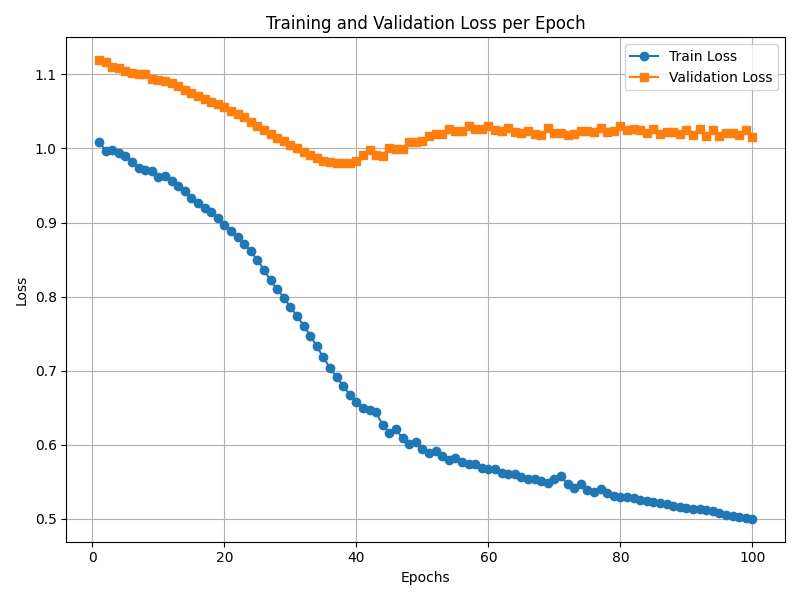 Training and Validation Loss per Epoch
Train Loss
Validation Loss
1.1
1.0
0.9
0.8
0.7
0.6
0.5
Loss
0 20 40 60 80 100
Epochs